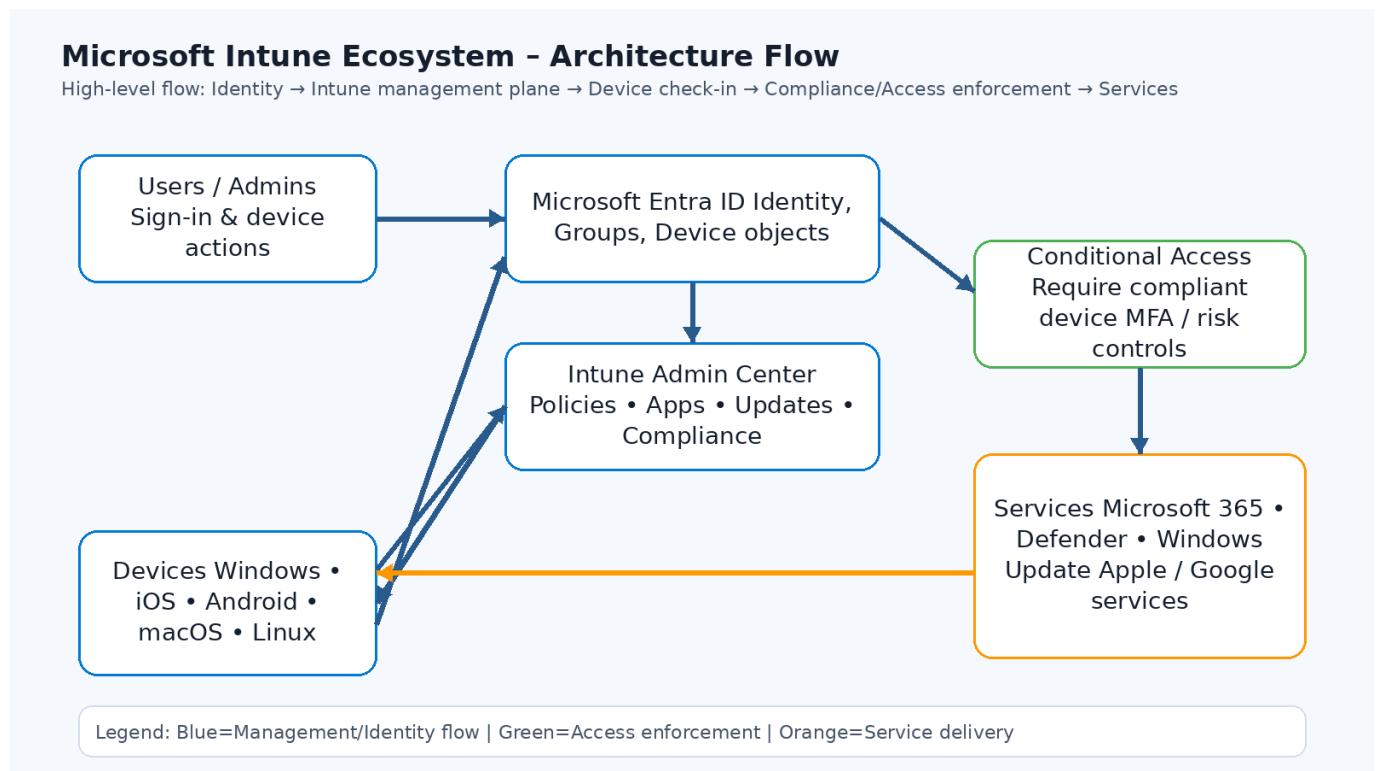 Microsoft Intune Ecosystem – Architecture Flow
High-level flow: Identity → Intune management plane → Device check-in → Compliance/Access enforcement → Services
Users / Admins
Sign-in & device
actions
Microsoft Entra ID Identity,
Groups, Device objects
Conditional Access
Require compliant
device MFA / risk
controls
Intune Admin Center
Policies • Apps • Updates •
Compliance
Services Microsoft 365 •
Defender • Windows
Update Apple / Google
services
Devices Windows •
iOS • Android •
macOS • Linux
Legend: Blue=Management/Identity flow | Green=Access enforcement | Orange=Service delivery